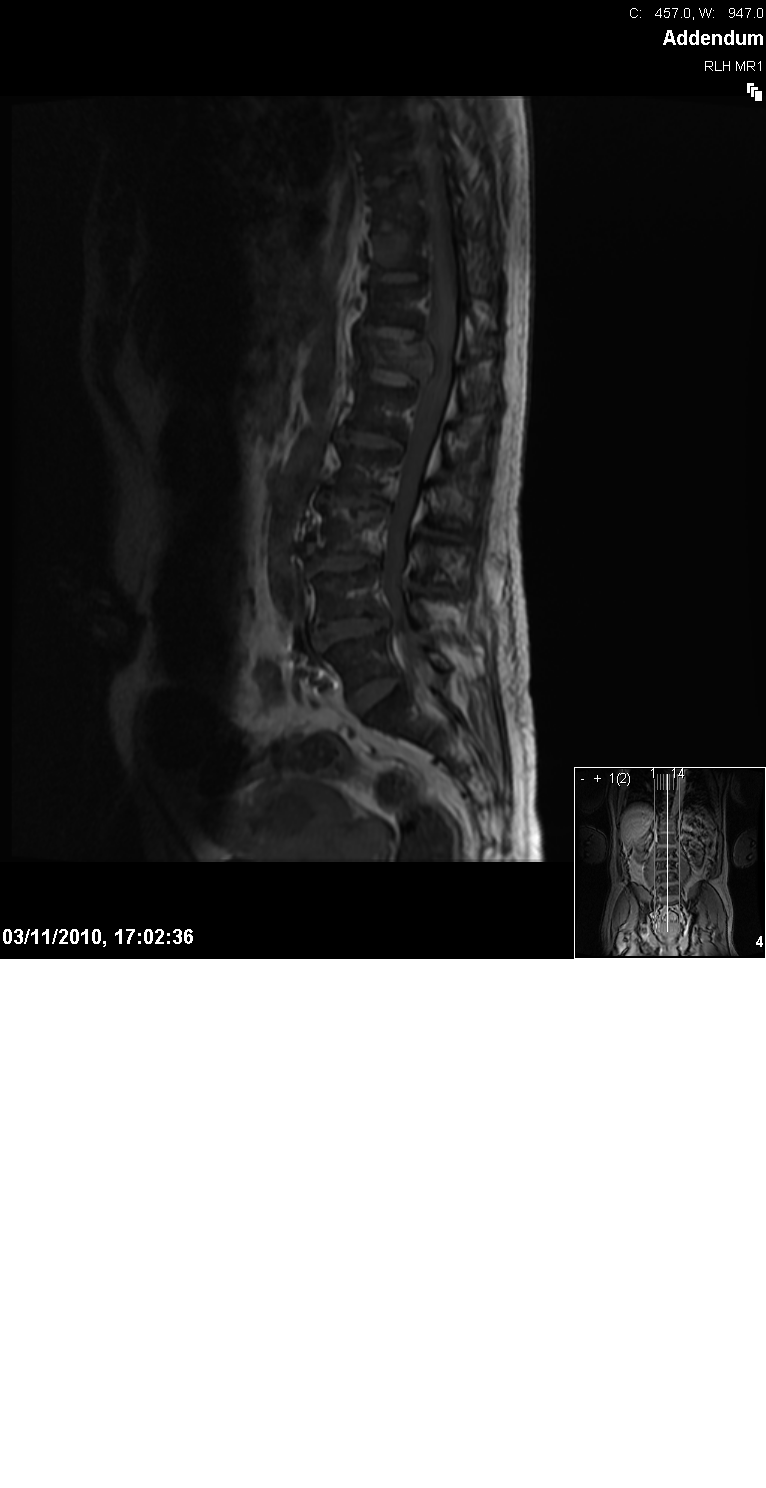 C: 457.0, W: 947.0
Addendum
RLH MR1
- + 1(2) 1 14
4
03/11/2010, 17:02:36